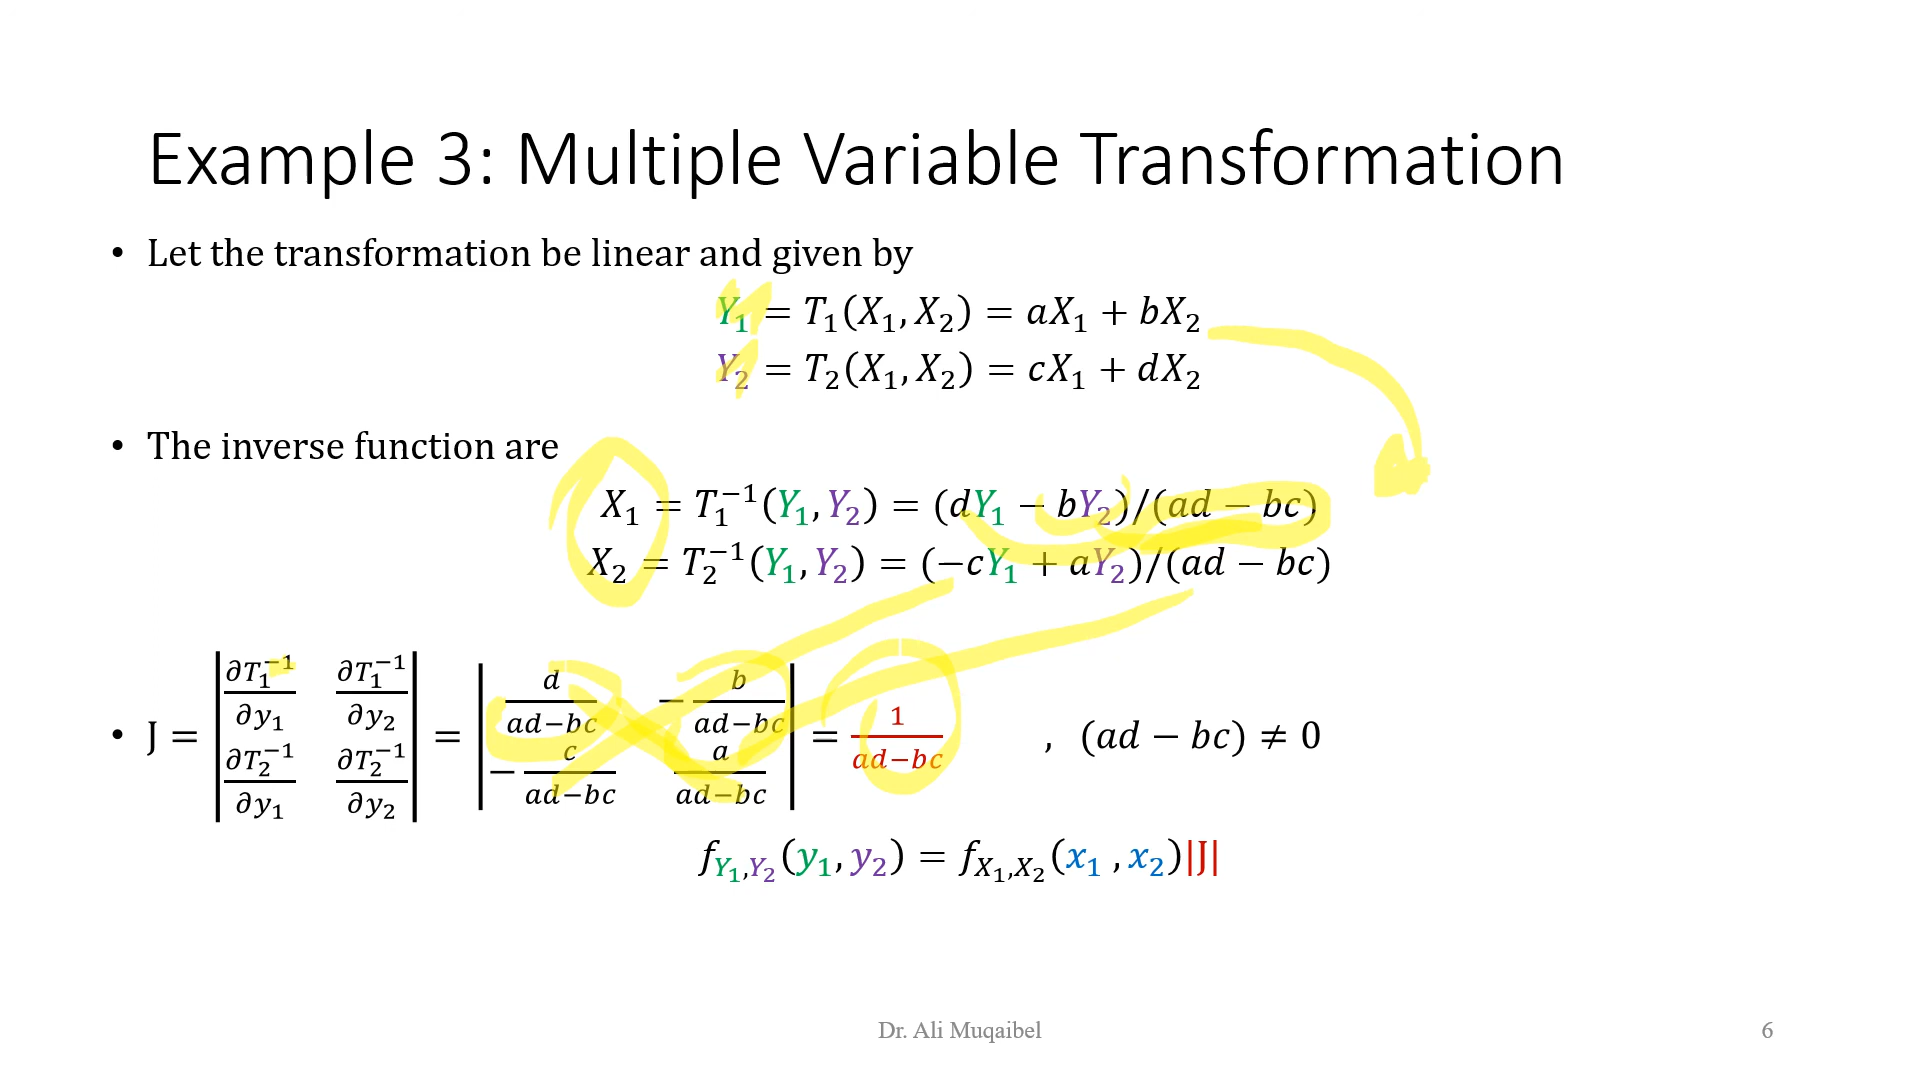 Example 3: Multiple Variable Transformation
• Let the transformation be linear and given by
Y₁ = T₁(X₁, X₂) = aX₁ + bX₂
Y₂ = T₂(X₁, X₂) = cX₁ + dX₂
• The inverse function are
X₁ = T₁⁻¹(Y₁, Y₂) = (dY₁ − bY₂)/(ad − bc)
X₂ = T₂⁻¹(Y₁, Y₂) = (−cY₁ + aY₂)/(ad − bc)
• J = |∂T₁⁻¹/∂y₁ ∂T₁⁻¹/∂y₂ ; ∂T₂⁻¹/∂y₁ ∂T₂⁻¹/∂y₂| = |d/(ad−bc) −b/(ad−bc) ; −c/(ad−bc) a/(ad−bc)| = 1/(ad−bc) , (ad − bc) ≠ 0
f_{Y₁,Y₂}(y₁, y₂) = f_{X₁,X₂}(x₁ , x₂)|J|
Dr. Ali Muqaibel
6